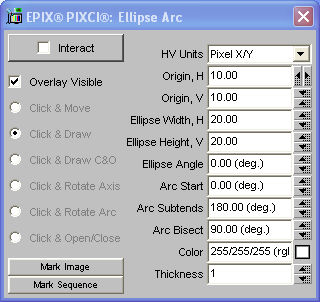 EPIX® PIXCI®: Ellipse Arc
Interact
Overlay Visible
Click & Move
Click & Draw
Click & Draw C&O
Click & Rotate Axis
Click & Rotate Arc
Click & Open/Close
Mark Image
Mark Sequence
HV Units Pixel X/Y
Origin, H 10.00
Origin, V 10.00
Ellipse Width, H 20.00
Ellipse Height, V 20.00
Ellipse Angle 0.00 (deg.)
Arc Start 0.00 (deg.)
Arc Subtends 180.00 (deg.)
Arc Bisect 90.00 (deg.)
Color 255/255/255 (rgl
Thickness 1